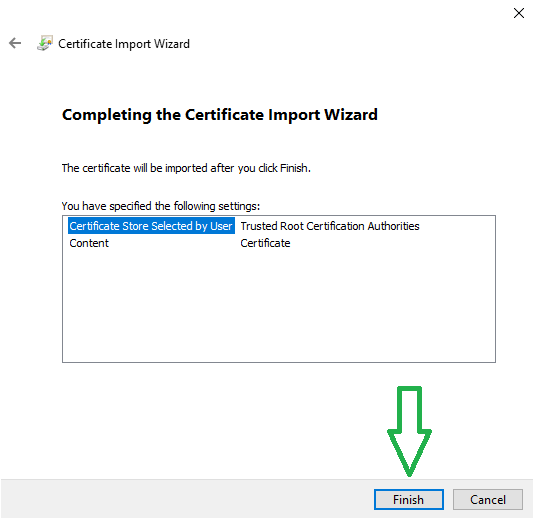 Certificate Import Wizard
Completing the Certificate Import Wizard
The certificate will be imported after you click Finish.
You have specified the following settings:
Certificate Store Selected by User Trusted Root Certification Authorities
Content Certificate
Finish Cancel